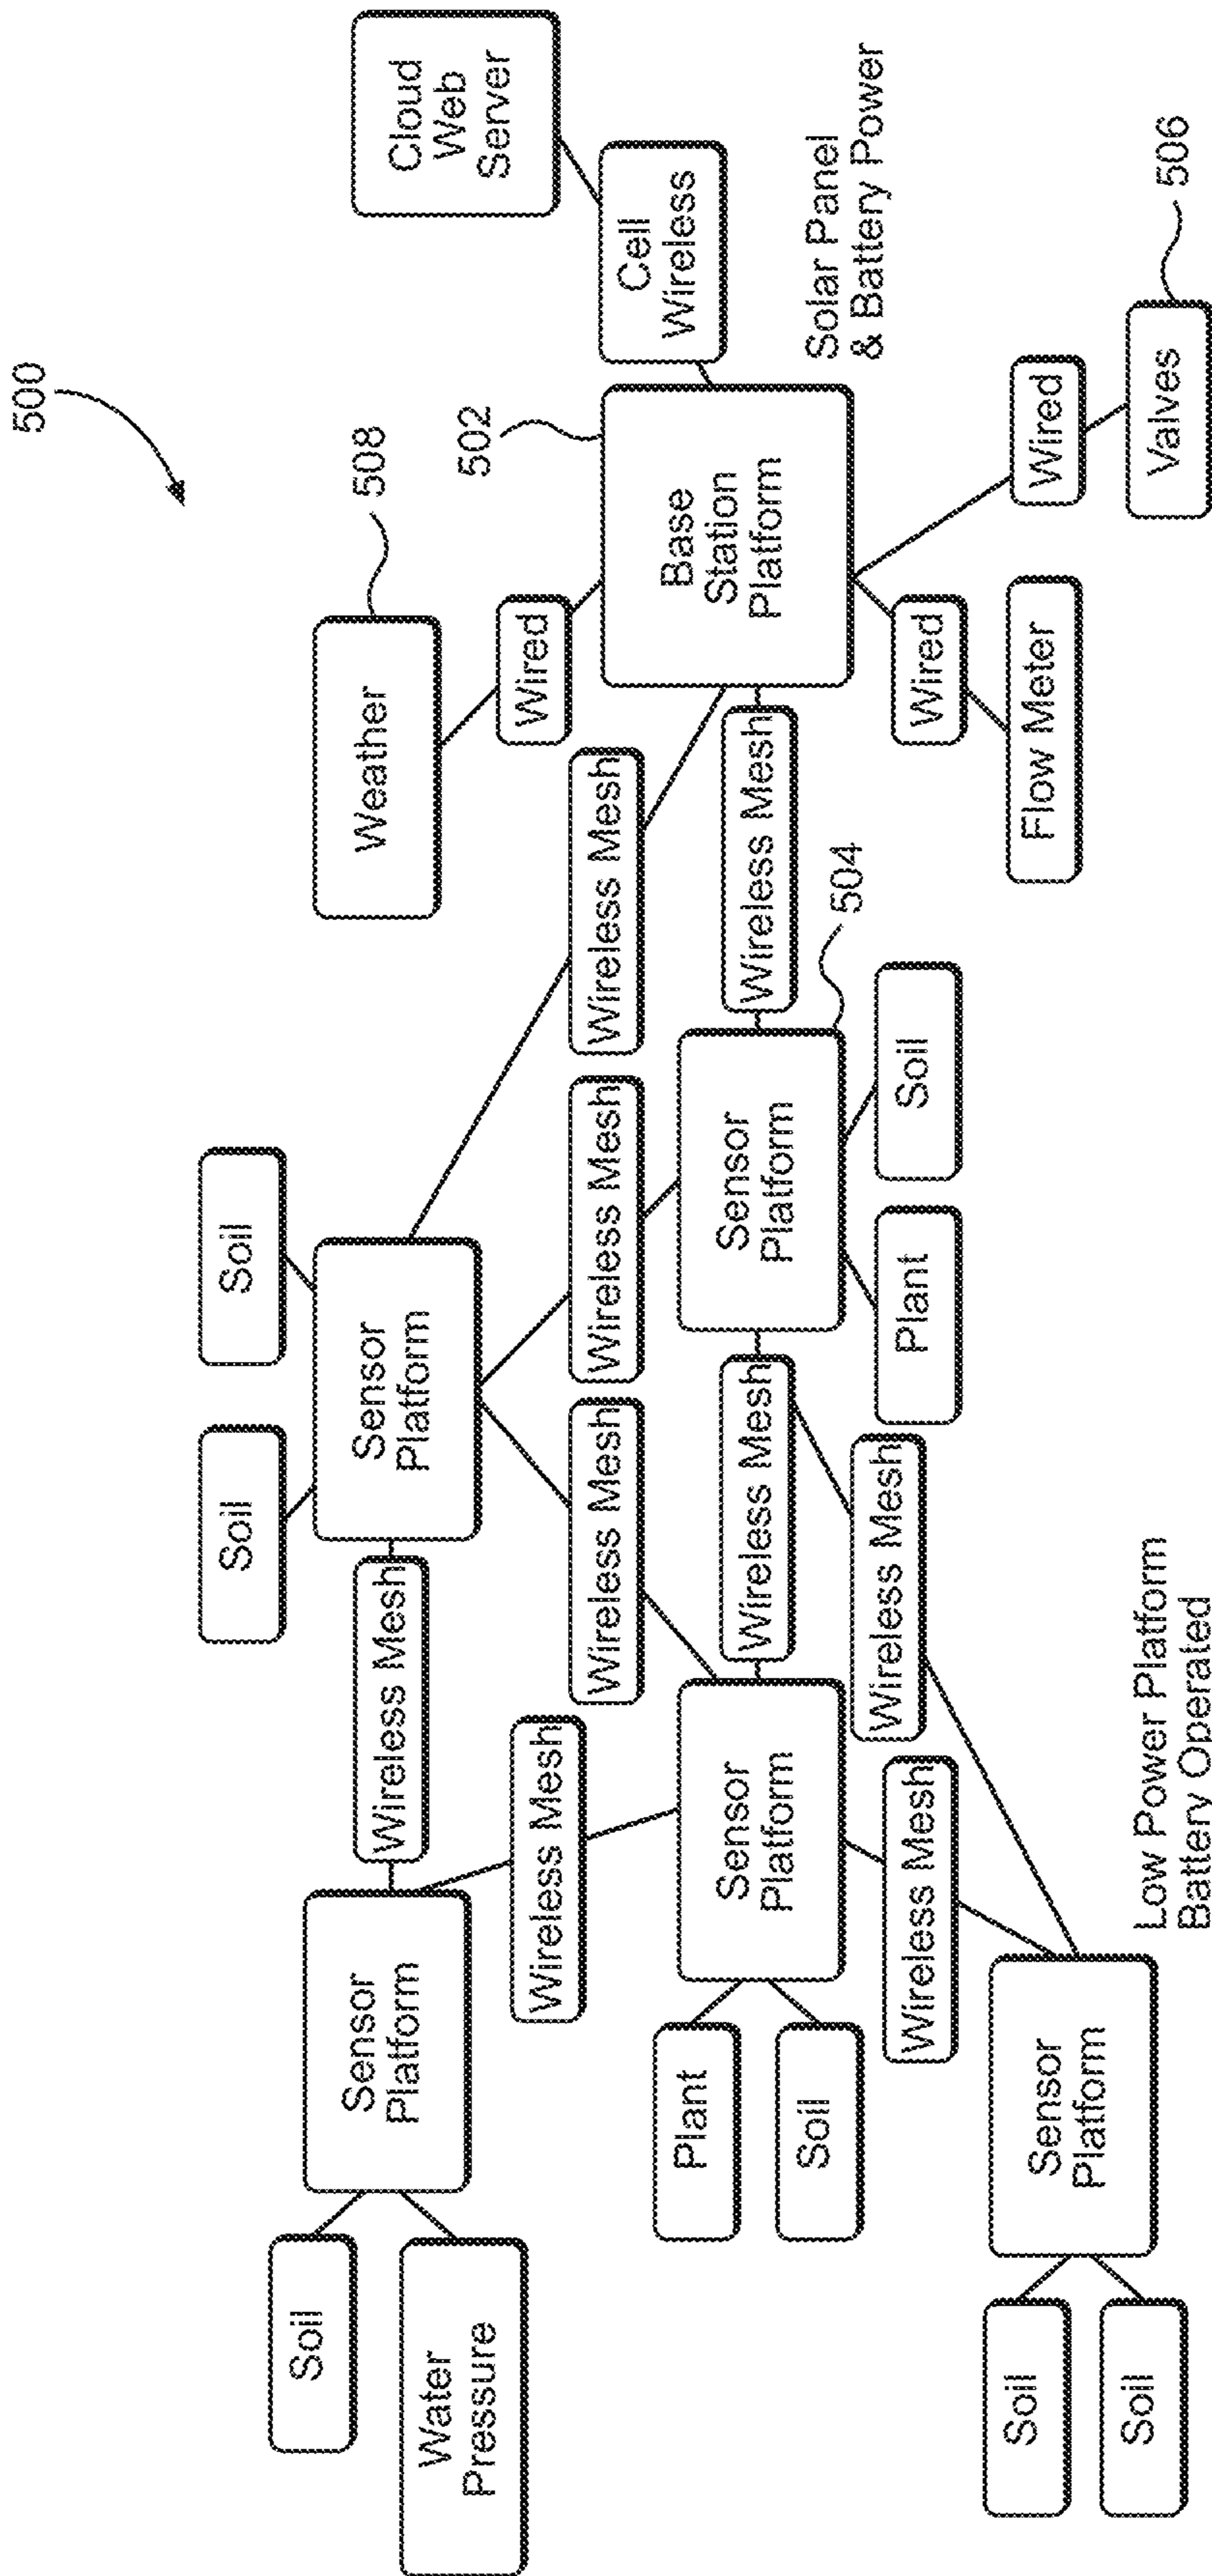 500
Soil
Soil
Soil
Sensor
Platform
Wireless Mesh
Sensor
Platform
Weather
508
Cloud
Web
Server
Water
Pressure
502
Wired
Wireless Mesh
Wireless Mesh
Wireless Mesh
Wireless Mesh
Cell
Wireless
Plant
Sensor
Platform
Wireless Mesh
Sensor
Platform
Wireless Mesh
Base
Station
Platform
Soil
504
Solar Panel
& Battery Power
Wireless Mesh
Plant
Soil
Wired
Wireless Mesh
Soil
Sensor
Platform
Flow Meter
Wired
Soil
Low Power Platform
Battery Operated
Valves
506